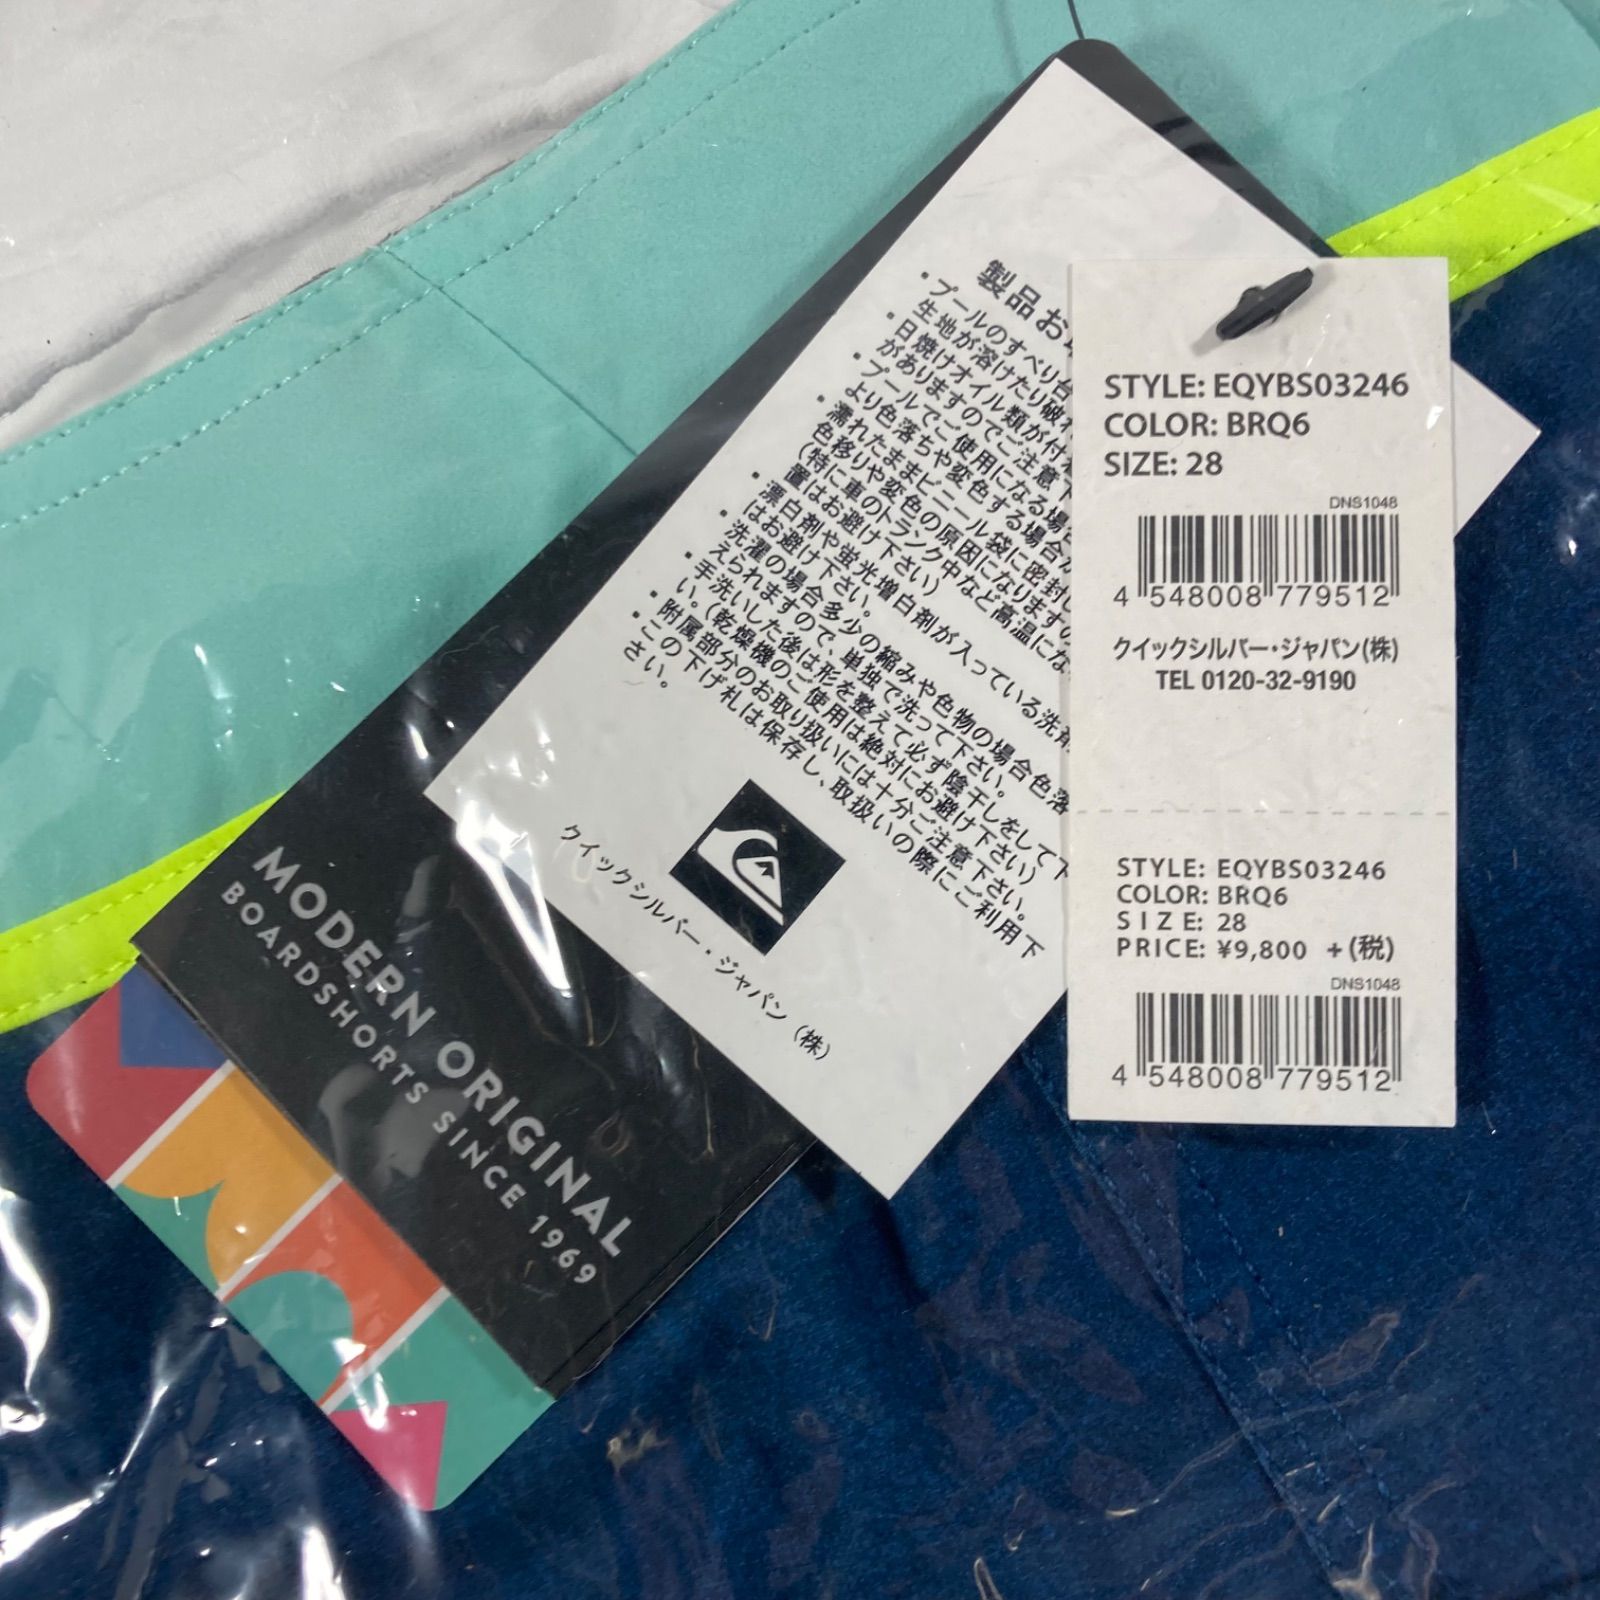 製品お
・プールのすべり台
生地が溶けたり破れ
・日焼けオイル類が付
がありますのでご注意下
・プールでご使用になる場合
より色落ちや変色する場合が
・濡れたままビニール袋に密封し
色移りや変色の原因になりますの
(特に車のトランク中など高温にな
置はお避け下さい)
・漂白剤や蛍光増白剤が入っている洗剤
はお避け下さい。
・洗濯の場合多少の縮みや色物の場合色落
えられますので、単独で洗って下さい。
・手洗いした後は形を整えて必ず陰干しをして下
い。(乾燥機のご使用は絶対にお避け下さい)
・附属部分のお取り扱いには十分ご注意下さい。
・この下げ札は保存し、取扱いの際にご利用下
さい。
クイックシルバー・ジャパン(株)
MODERN ORIGINAL
BOARDSHORTS SINCE 1969
STYLE: EQYBS03246
COLOR: BRQ6
SIZE: 28
DNS1048
4 548008 779512
クイックシルバー・ジャパン(株)
TEL 0120-32-9190
STYLE: EQYBS03246
COLOR: BRQ6
SIZE: 28
PRICE: ¥9,800 +(税)
DNS1048
4 548008 779512